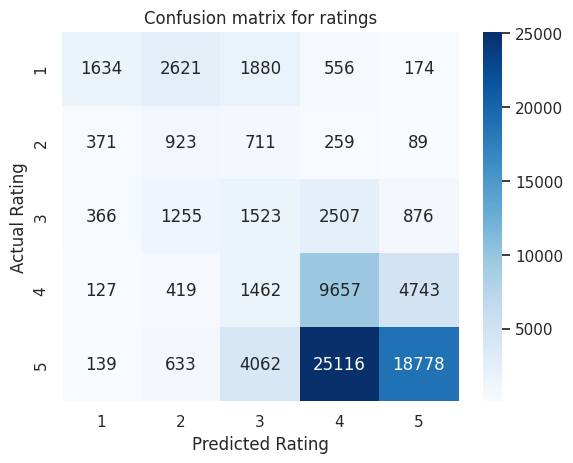 Confusion matrix for ratings
Actual Rating
1 1634 2621 1880 556 174
2 371 923 711 259 89
3 366 1255 1523 2507 876
4 127 419 1462 9657 4743
5 139 633 4062 25116 18778
1 2 3 4 5
Predicted Rating
25000
20000
15000
10000
5000